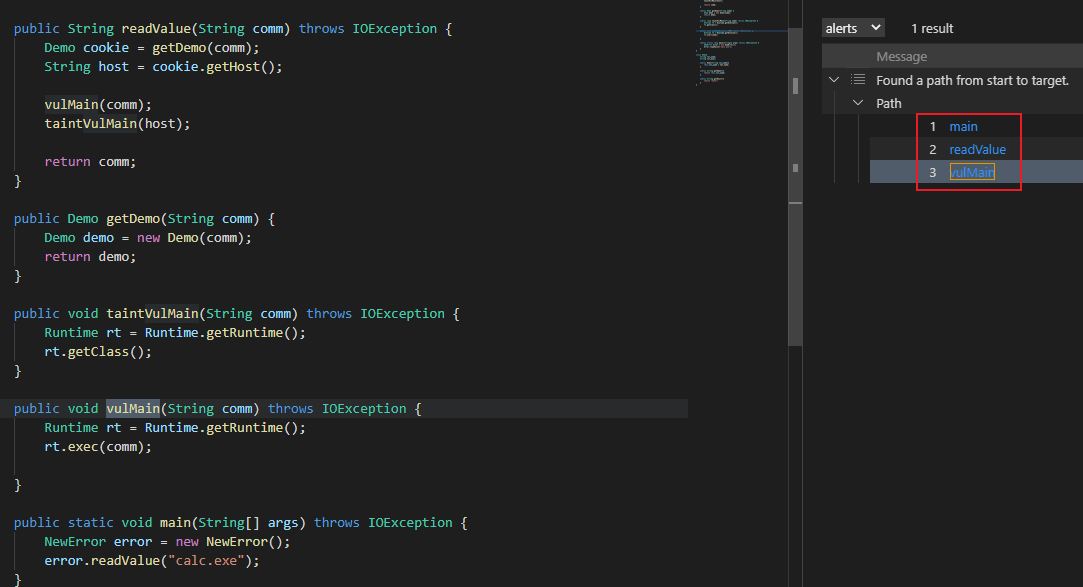 public String readValue(String comm) throws IOException {
    Demo cookie = getDemo(comm);
    String host = cookie.getHost();
    vulMain(comm);
    taintVulMain(host);
    return comm;
}
public Demo getDemo(String comm) {
    Demo demo = new Demo(comm);
    return demo;
}
public void taintVulMain(String comm) throws IOException {
    Runtime rt = Runtime.getRuntime();
    rt.getClass();
}
public void vulMain(String comm) throws IOException {
    Runtime rt = Runtime.getRuntime();
    rt.exec(comm);
}
public static void main(String[] args) throws IOException {
    NewError error = new NewError();
    error.readValue("calc.exe");
}
alerts 1 result
Message
Found a path from start to target.
Path
1 main
2 readValue
3 vulMain